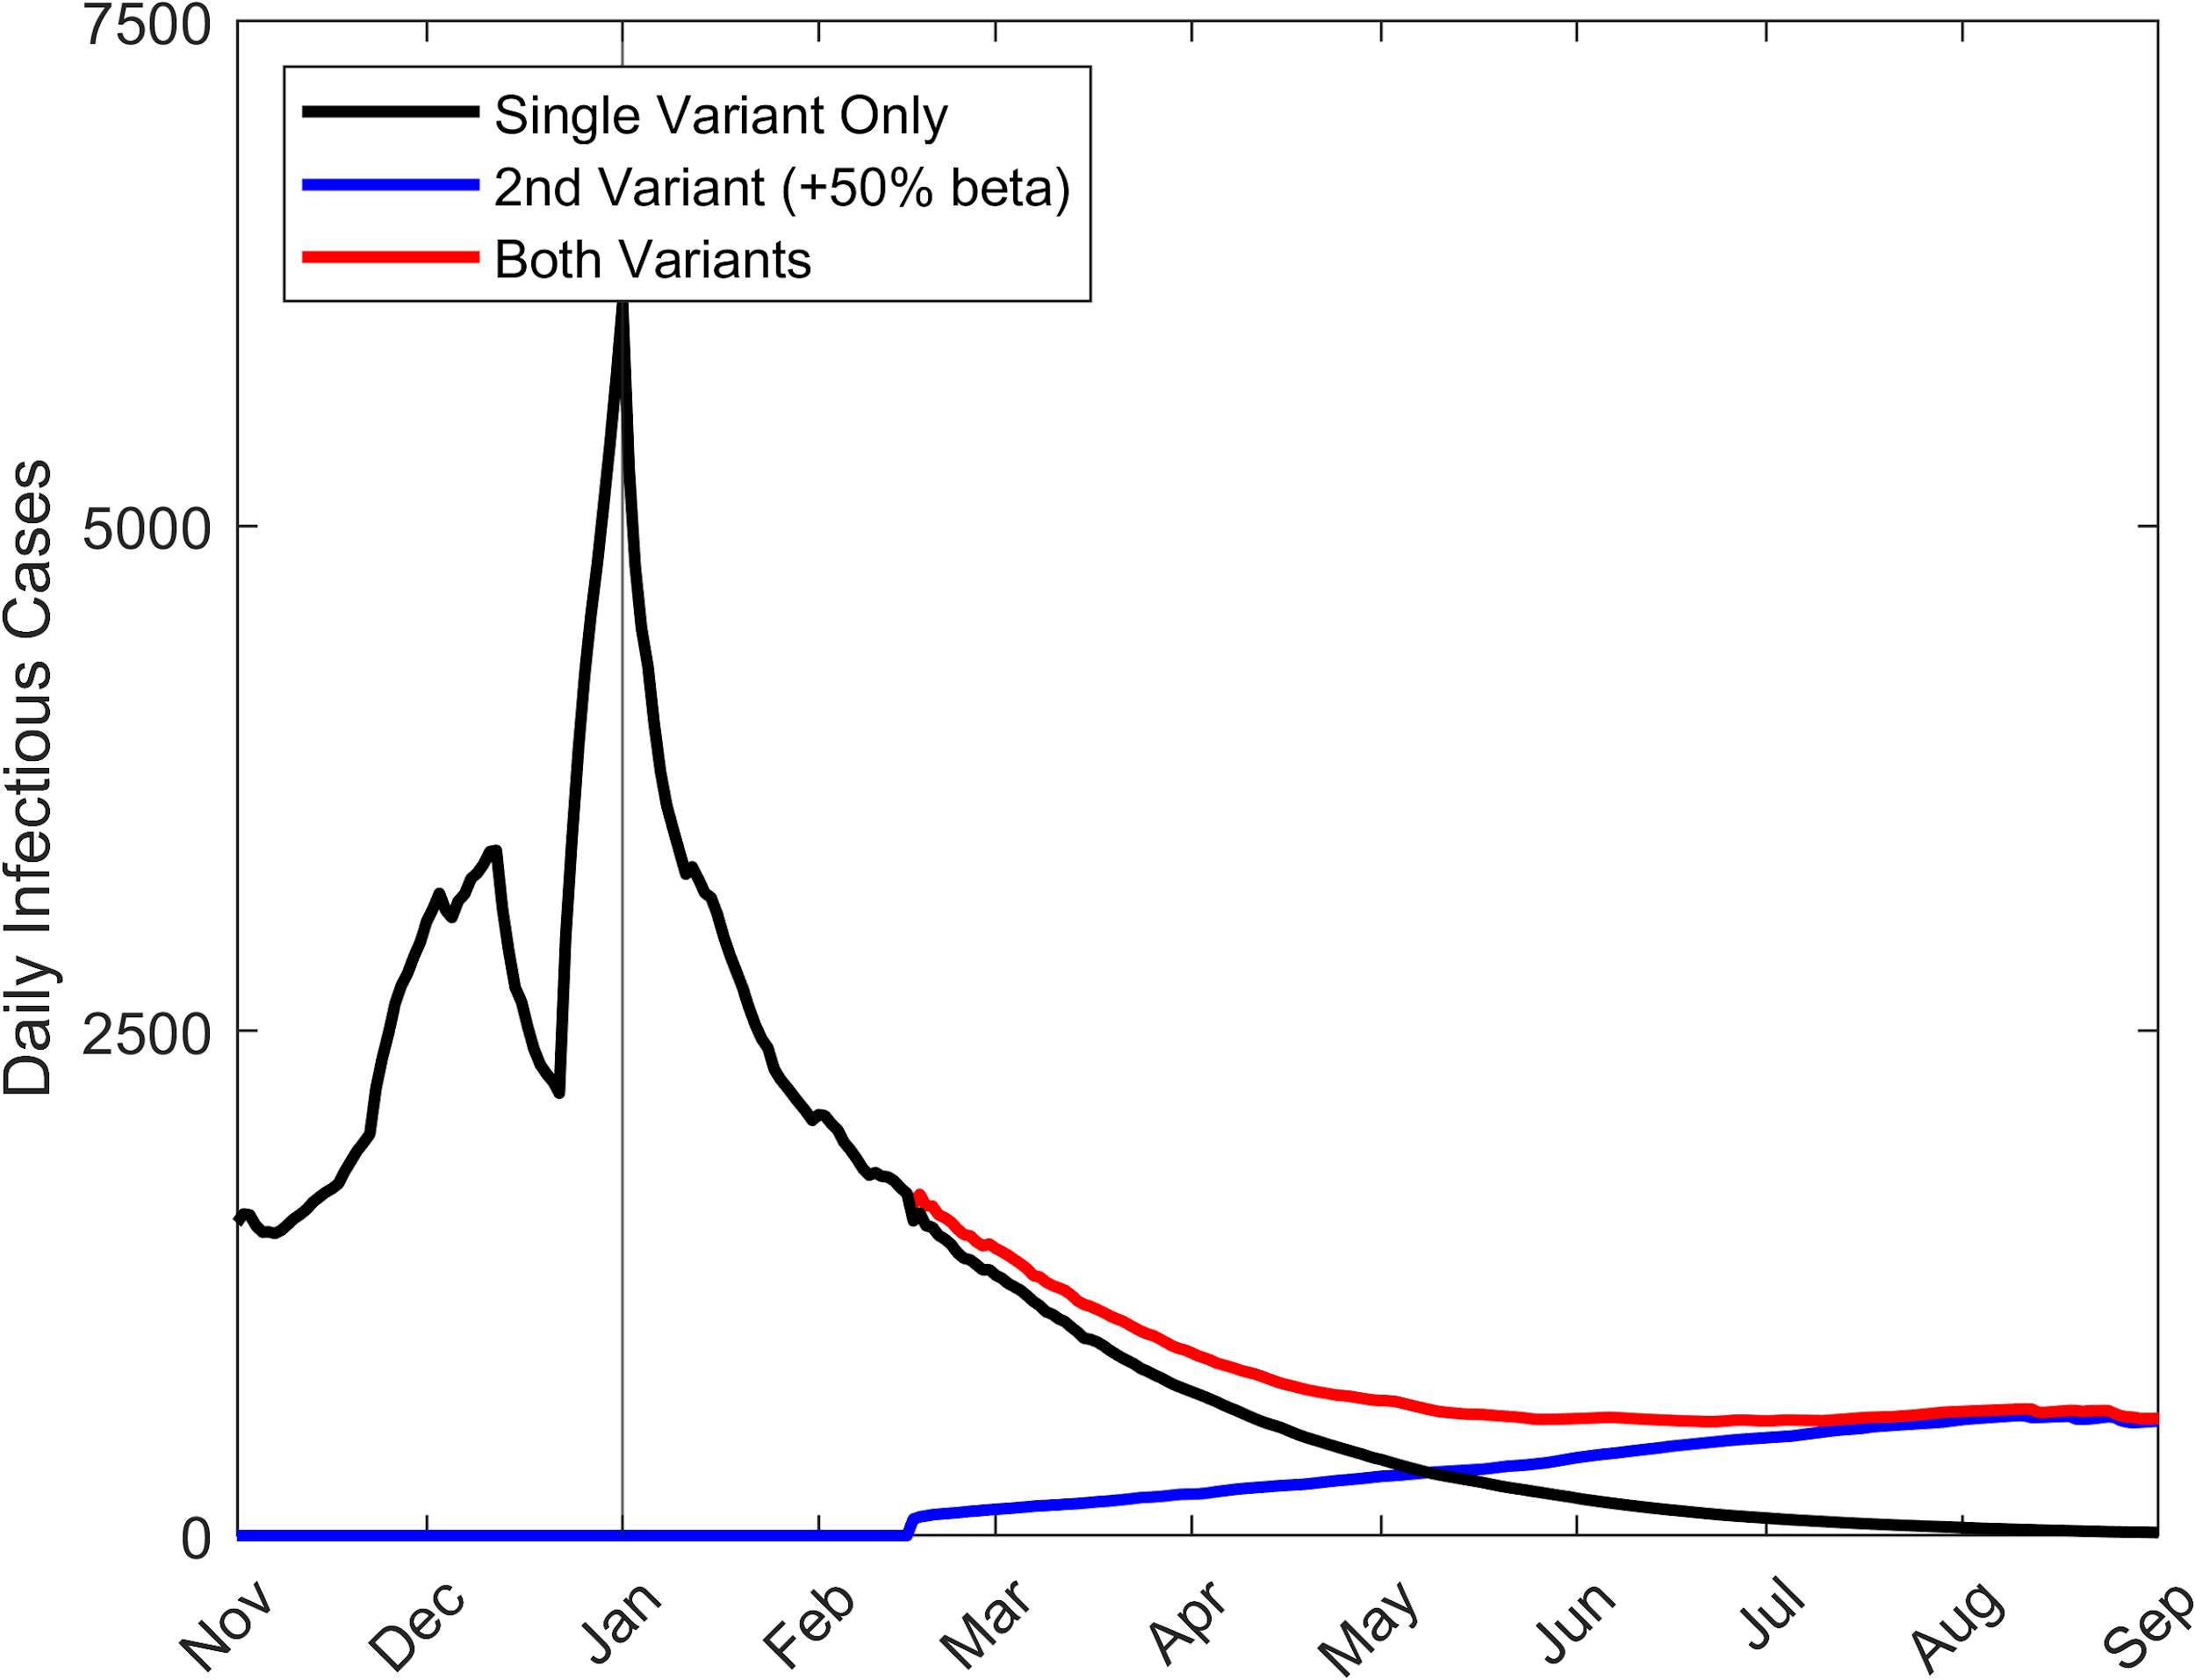 7500
5000
2500
0
Daily Infectious Cases
Single Variant Only
2nd Variant (+50% beta)
Both Variants
Nov
Dec
Jan
Feb
Mar
Apr
May
Jun
Jul
Aug
Sep